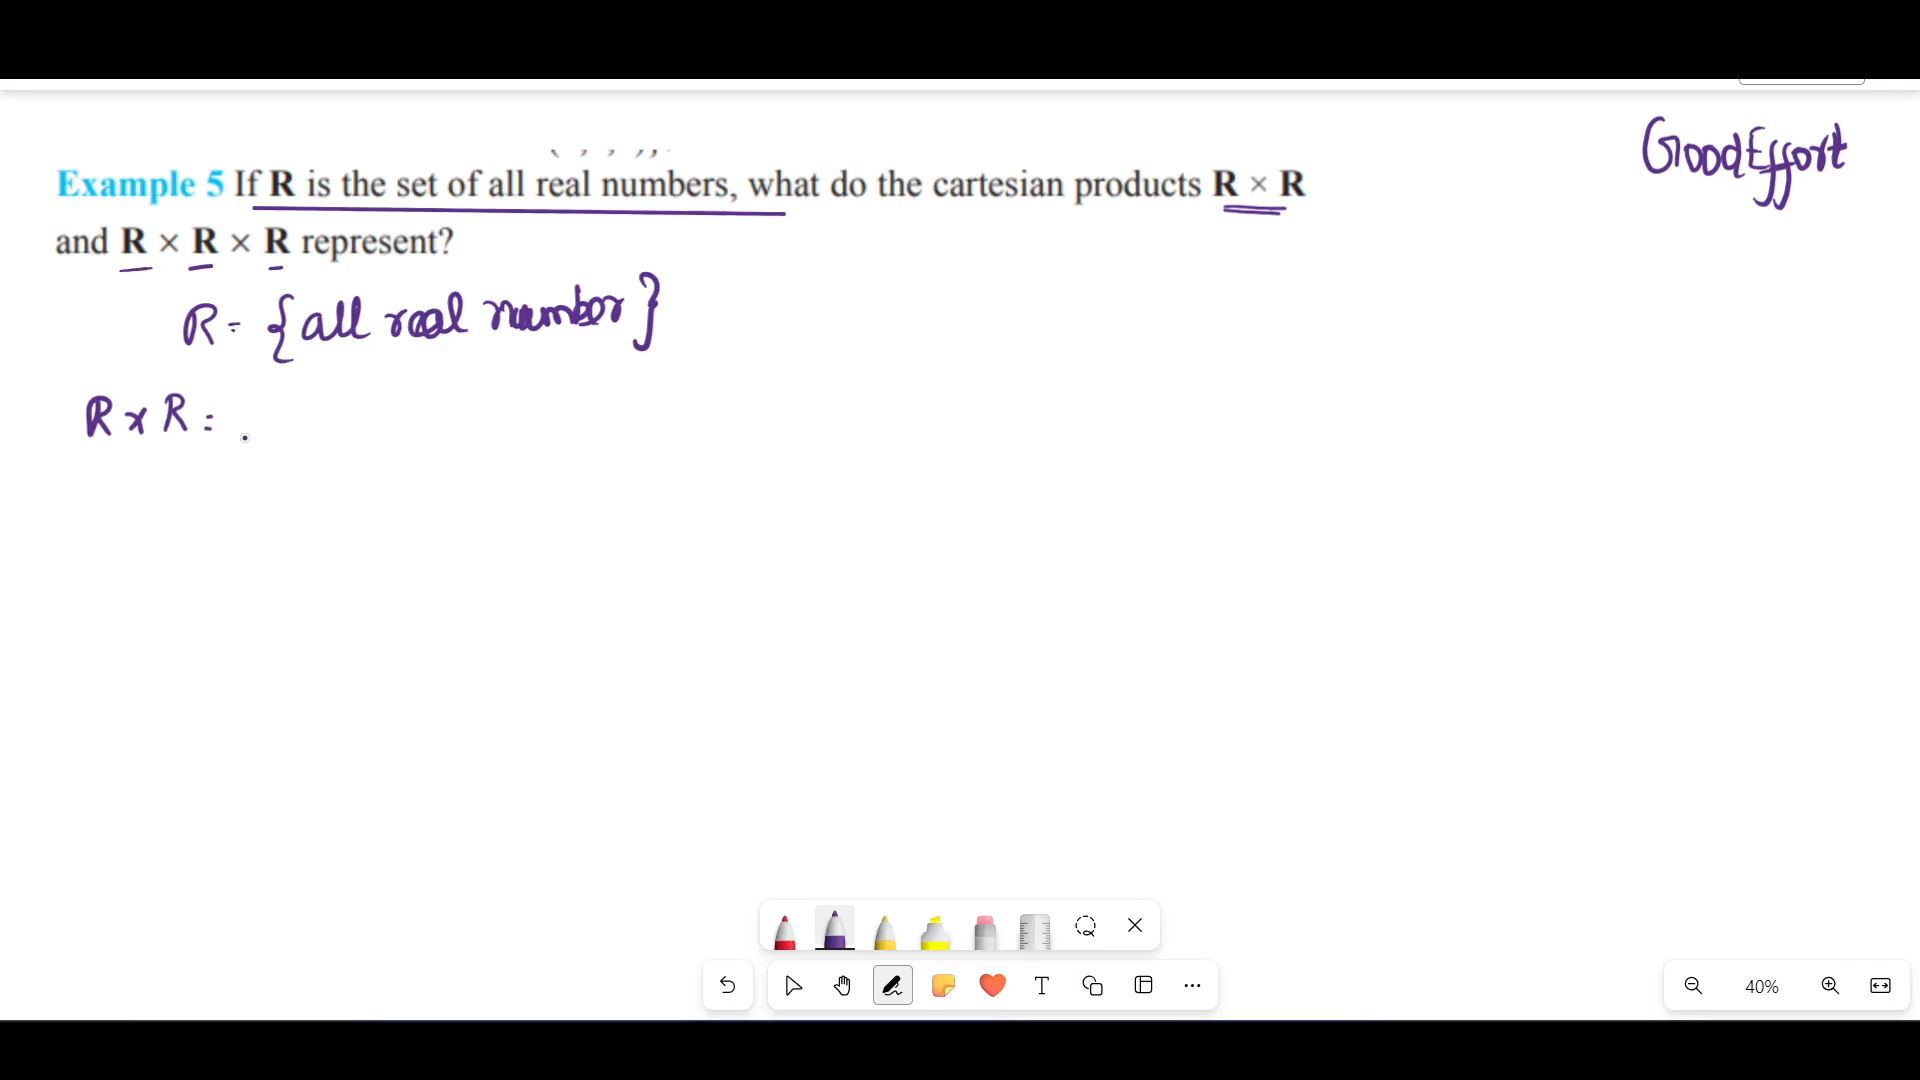 GoodEffort
Example 5 If R is the set of all real numbers, what do the cartesian products R × R
and R × R × R represent?
R = {all real number}
R × R =
40%